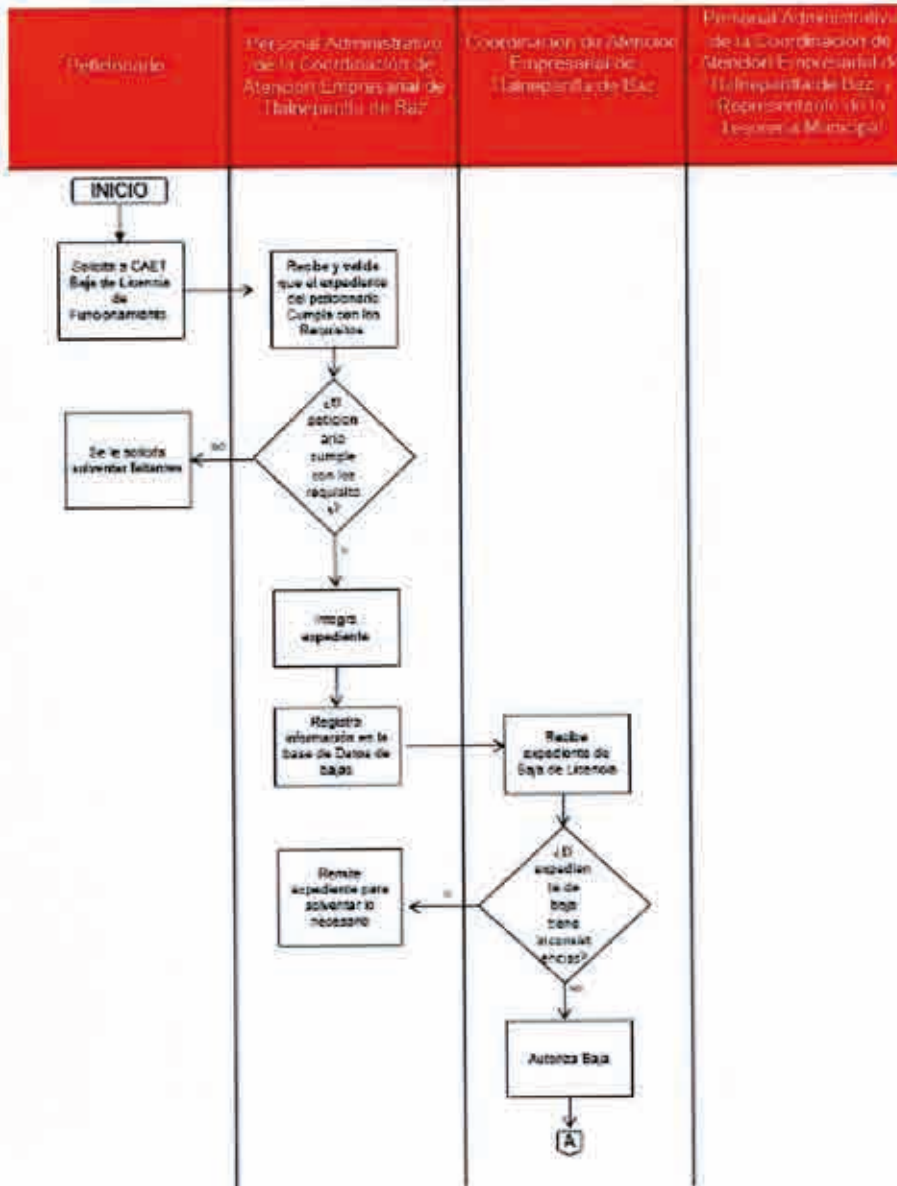 Peticionario
Personal Administrativo
de la Coordinación de
Atención Empresarial de
Tlalnepantla de Baz
Coordinación de Atención
Empresarial de
Tlalnepantla de Baz
Personal Administrativo
de la Coordinación de
Atención Empresarial de
Tlalnepantla de Baz y
Representante de la
Tesorería Municipal
INICIO
Solicita a CAET
Baja de Licencia
de
Funcionamiento
Recibe y valida
que el expediente
del peticionario
Cumpla con los
Requisitos
¿El
peticion
ario
cumple
con los
requisito
s?
no
Se le solicita
solventar faltantes
Integra
expediente
Registra
información en la
base de Datos de
bajas
Recibe
expediente de
Baja de Licencia
¿El
expedien
te de
baja
tiene
inconsist
encias?
Remite
expediente para
solventar lo
necesario
no
Autoriza Baja
A